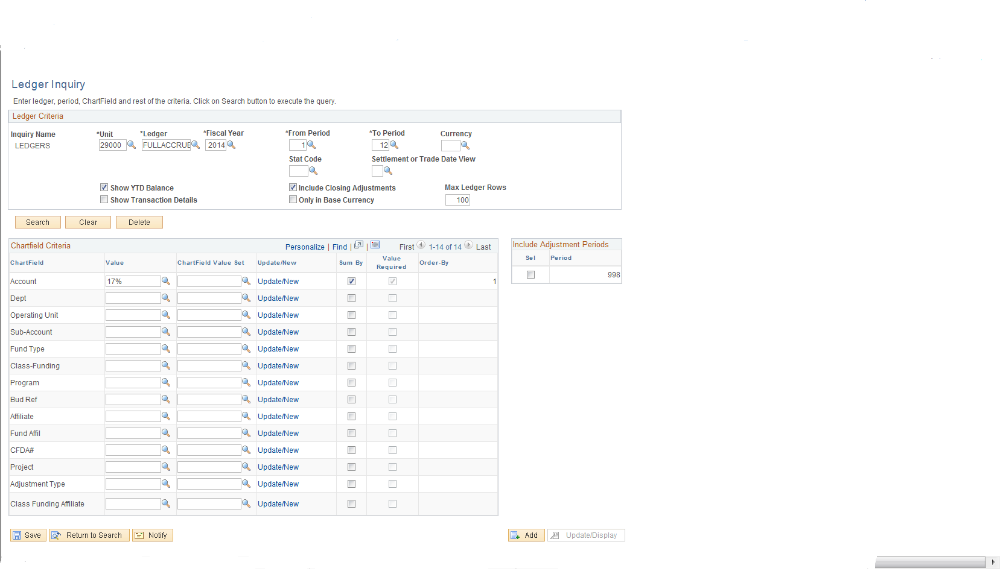 Ledger Inquiry
Enter ledger, period, ChartField and rest of the criteria. Click on Search button to execute the query.
Ledger Criteria
Inquiry Name *Unit *Ledger *Fiscal Year *From Period *To Period Currency
LEDGERS 29000 FULLACCRUE 2014 1 12
Stat Code Settlement or Trade Date View
Show YTD Balance Include Closing Adjustments Max Ledger Rows
Show Transaction Details Only in Base Currency 100
Search Clear Delete
Chartfield Criteria Personalize | Find | | First 1-14 of 14 Last
ChartField Value ChartField Value Set Update/New Sum By Value Required Order-By
Account 17% Update/New 1
Dept Update/New
Operating Unit Update/New
Sub-Account Update/New
Fund Type Update/New
Class-Funding Update/New
Program Update/New
Bud Ref Update/New
Affiliate Update/New
Fund Affil Update/New
CFDA# Update/New
Project Update/New
Adjustment Type Update/New
Class Funding Affiliate Update/New
Include Adjustment Periods
Sel Period
998
Save Return to Search Notify Add Update/Display